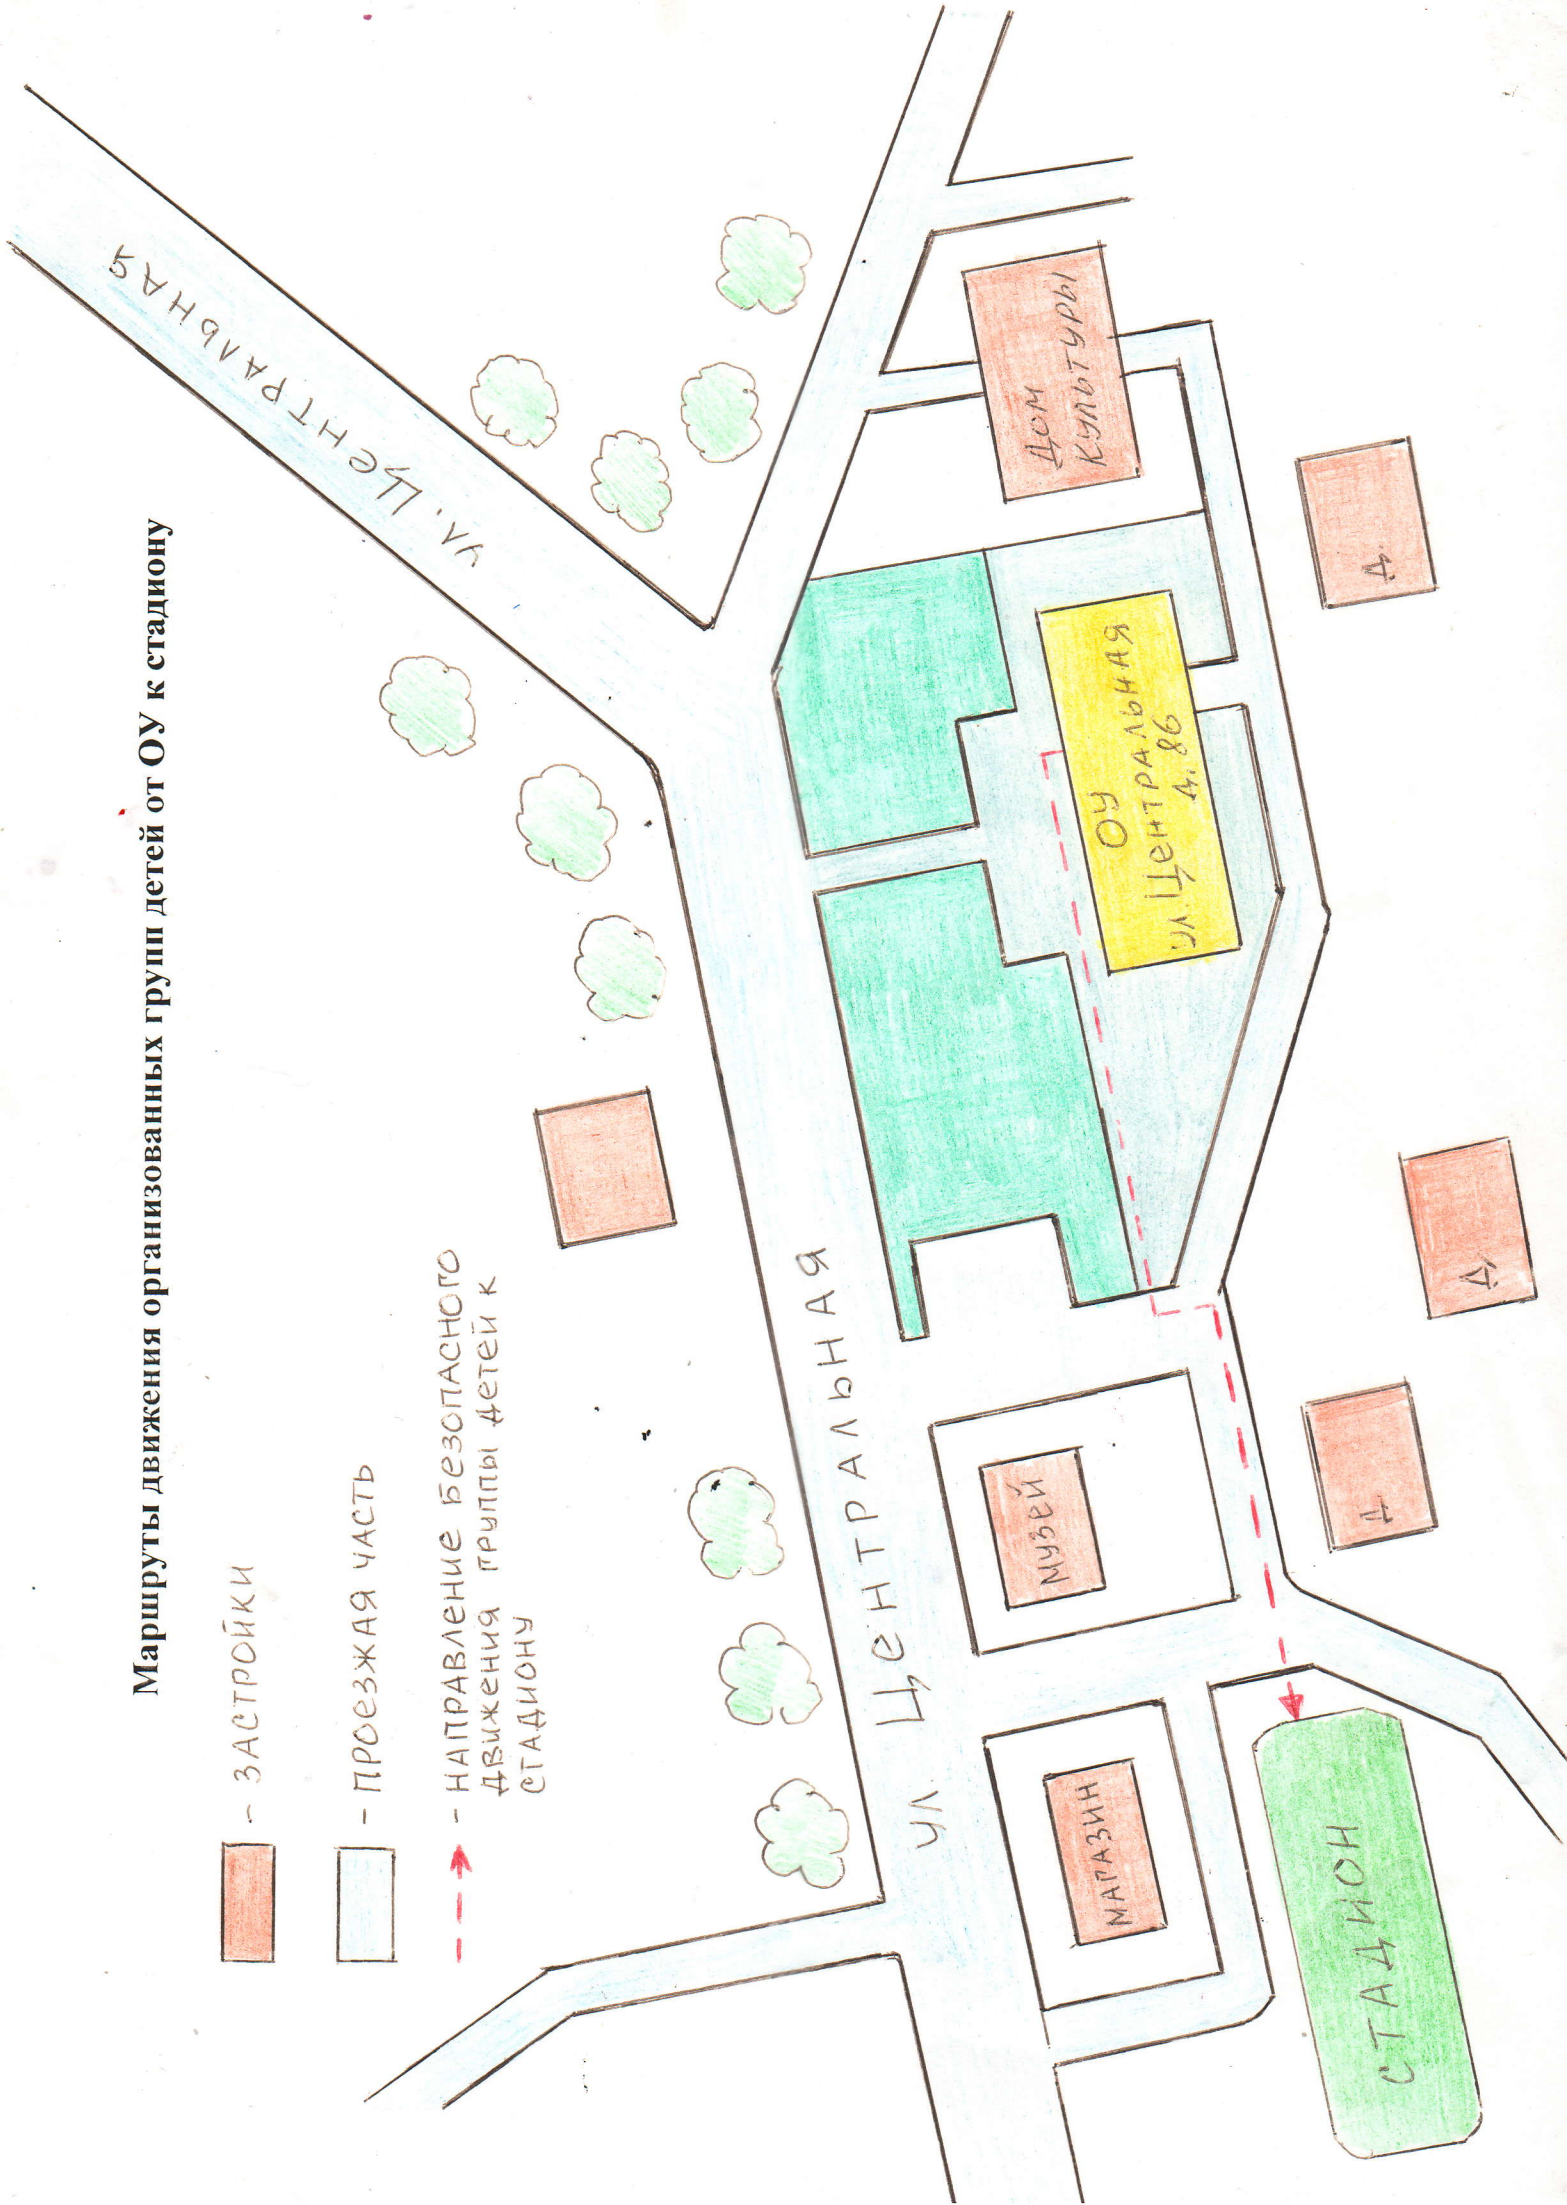 Маршруты движения организованных групп детей от ОУ к стадиону
- ЗАСТРОЙКИ
- ПРОЕЗЖАЯ ЧАСТЬ
- НАПРАВЛЕНИЕ БЕЗОПАСНОГО
ДВИЖЕНИЯ ГРУППЫ ДЕТЕЙ К
СТАДИОНУ
УЛ. ЦЕНТРАЛЬНАЯ
УЛ ЦЕНТРАЛЬНАЯ
МАГАЗИН
МУЗЕЙ
ОУ
УЛ. ЦЕНТРАЛЬНАЯ
Д. 86
ДОМ
КУЛЬТУРЫ
СТАДИОН
Д
Д.
Д.